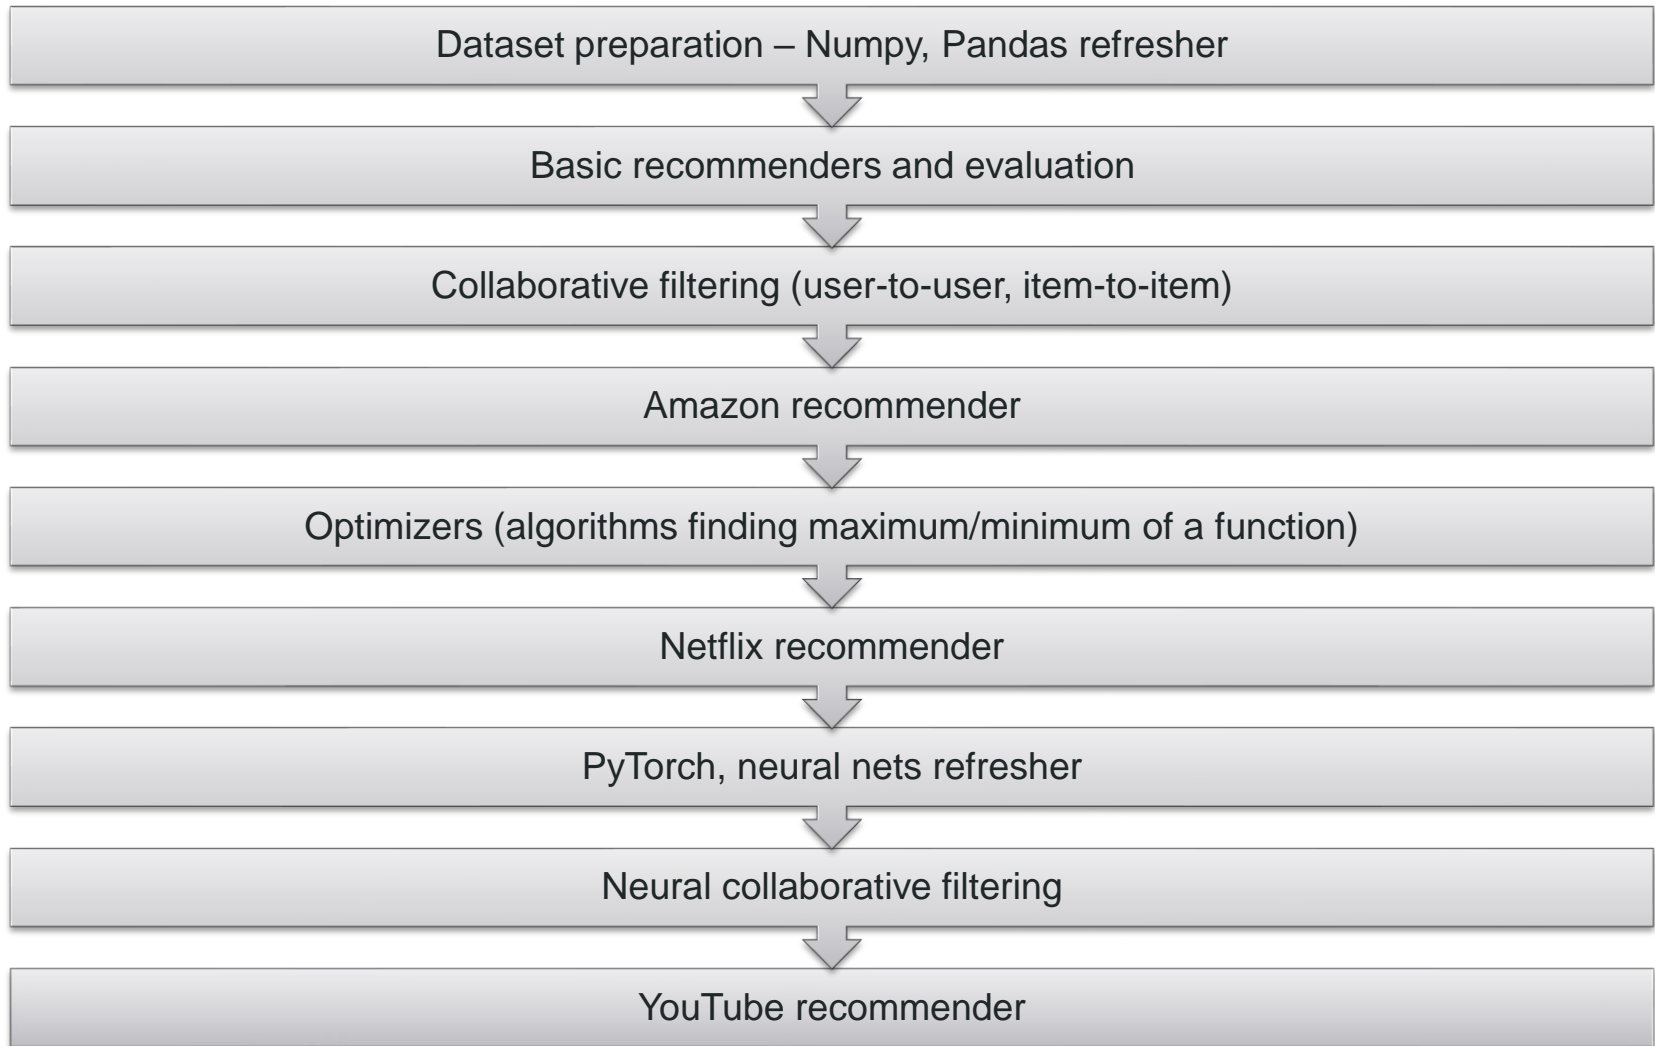 Dataset preparation – Numpy, Pandas refresher
Basic recommenders and evaluation
Collaborative filtering (user-to-user, item-to-item)
Amazon recommender
Optimizers (algorithms finding maximum/minimum of a function)
Netflix recommender
PyTorch, neural nets refresher
Neural collaborative filtering
YouTube recommender